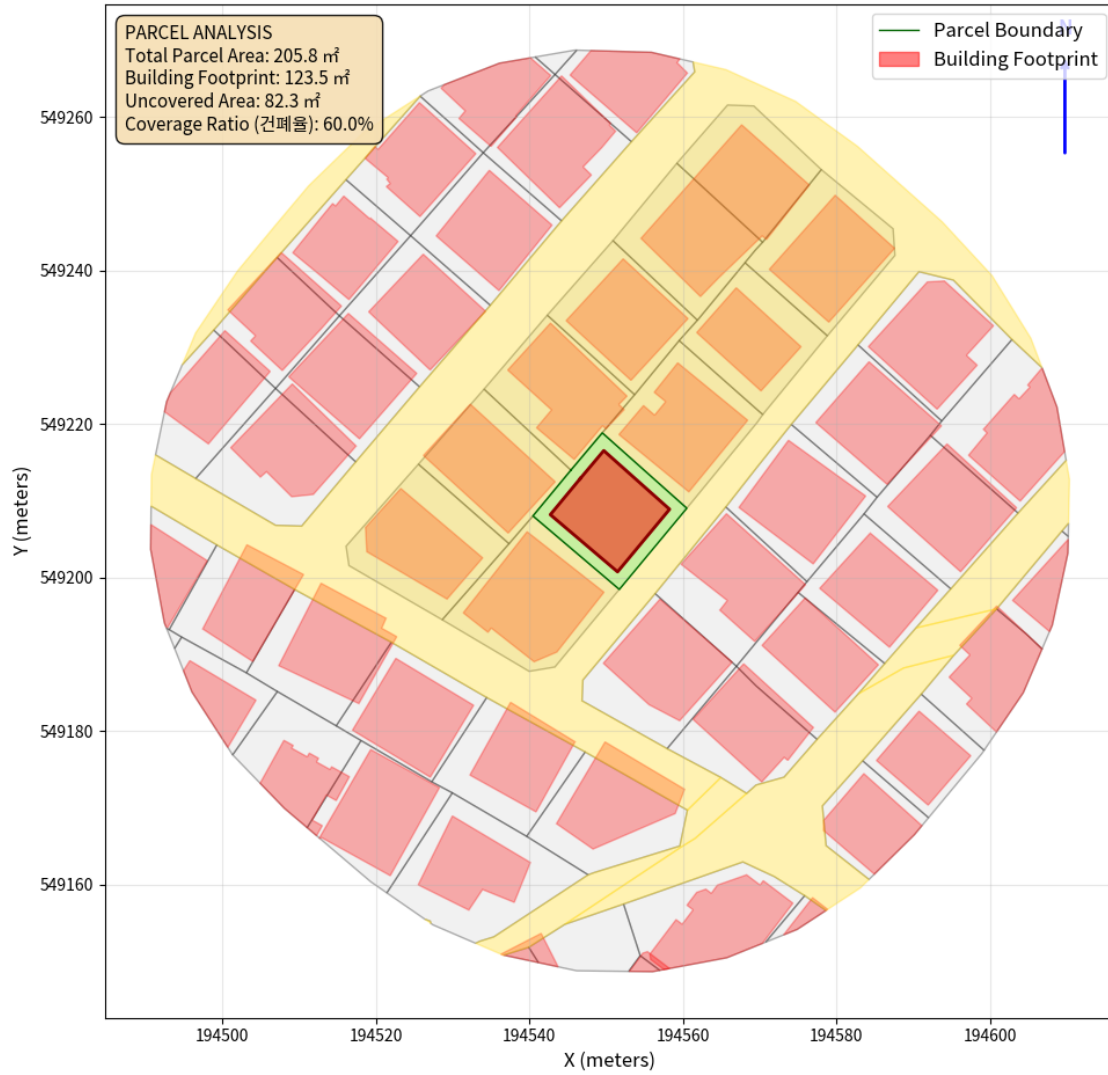 PARCEL ANALYSIS
Total Parcel Area: 205.8 ㎡
Building Footprint: 123.5 ㎡
Uncovered Area: 82.3 ㎡
Coverage Ratio (건폐율): 60.0%
Parcel Boundary
Building Footprint
N
549260
549240
549220
549200
549180
549160
Y (meters)
194500
194520
194540
194560
194580
194600
X (meters)